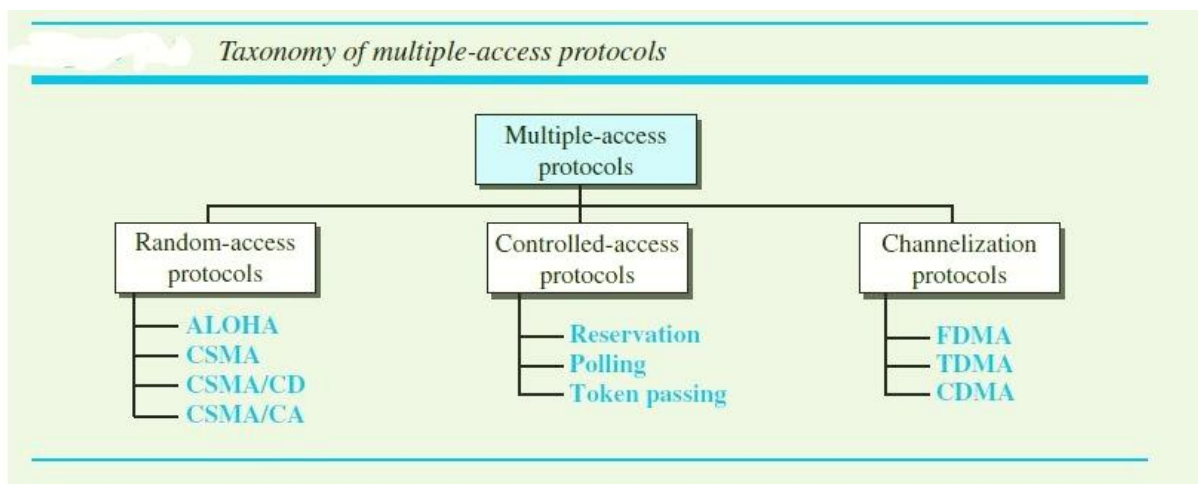 Taxonomy of multiple-access protocols
Multiple-access
protocols
Random-access
protocols
ALOHA
CSMA
CSMA/CD
CSMA/CA
Controlled-access
protocols
Reservation
Polling
Token passing
Channelization
protocols
FDMA
TDMA
CDMA